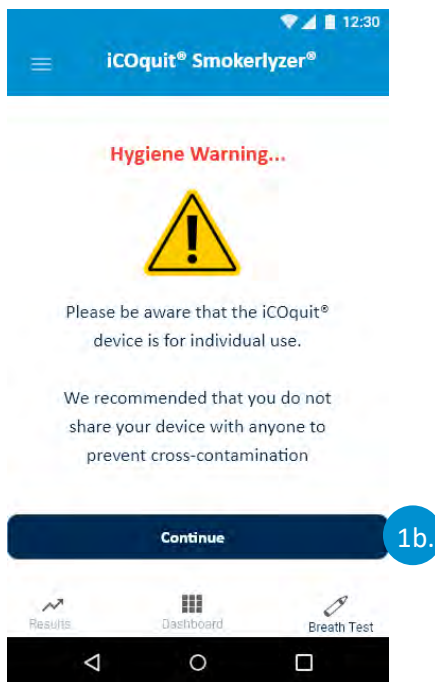 12:30
iCOquit® Smokerlyzer®
Hygiene Warning...
Please be aware that the iCOquit®
device is for individual use.
We recommended that you do not
share your device with anyone to
prevent cross-contamination
Continue
1b.
Results
Dashboard
Breath Test